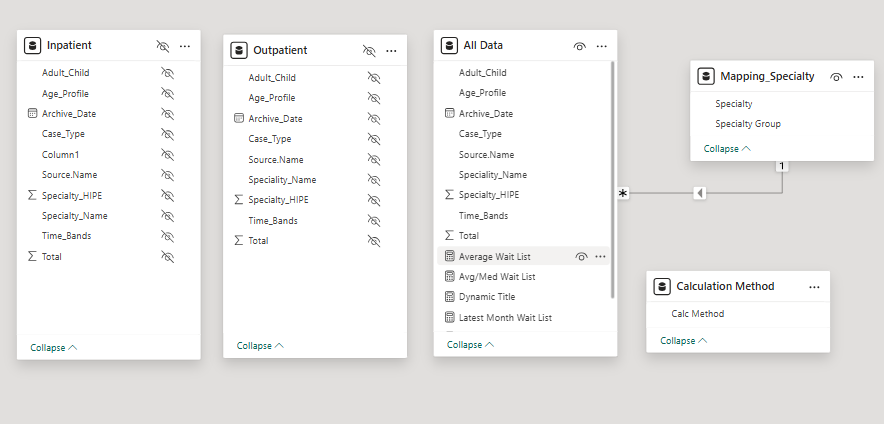 Inpatient
Adult_Child
Age_Profile
Archive_Date
Case_Type
Column1
Source.Name
Specialty_HIPE
Specialty_Name
Time_Bands
Total
Collapse
Outpatient
Adult_Child
Age_Profile
Archive_Date
Case_Type
Source.Name
Speciality_Name
Specialty_HIPE
Time_Bands
Total
Collapse
All Data
Adult_Child
Age_Profile
Archive_Date
Case_Type
Source.Name
Specialty_Name
Specialty_HIPE
Time_Bands
Total
Average Wait List
Avg/Med Wait List
Dynamic Title
Latest Month Wait List
Collapse
Mapping_Specialty
Specialty
Specialty Group
Collapse
1
*
Calculation Method
Calc Method
Collapse